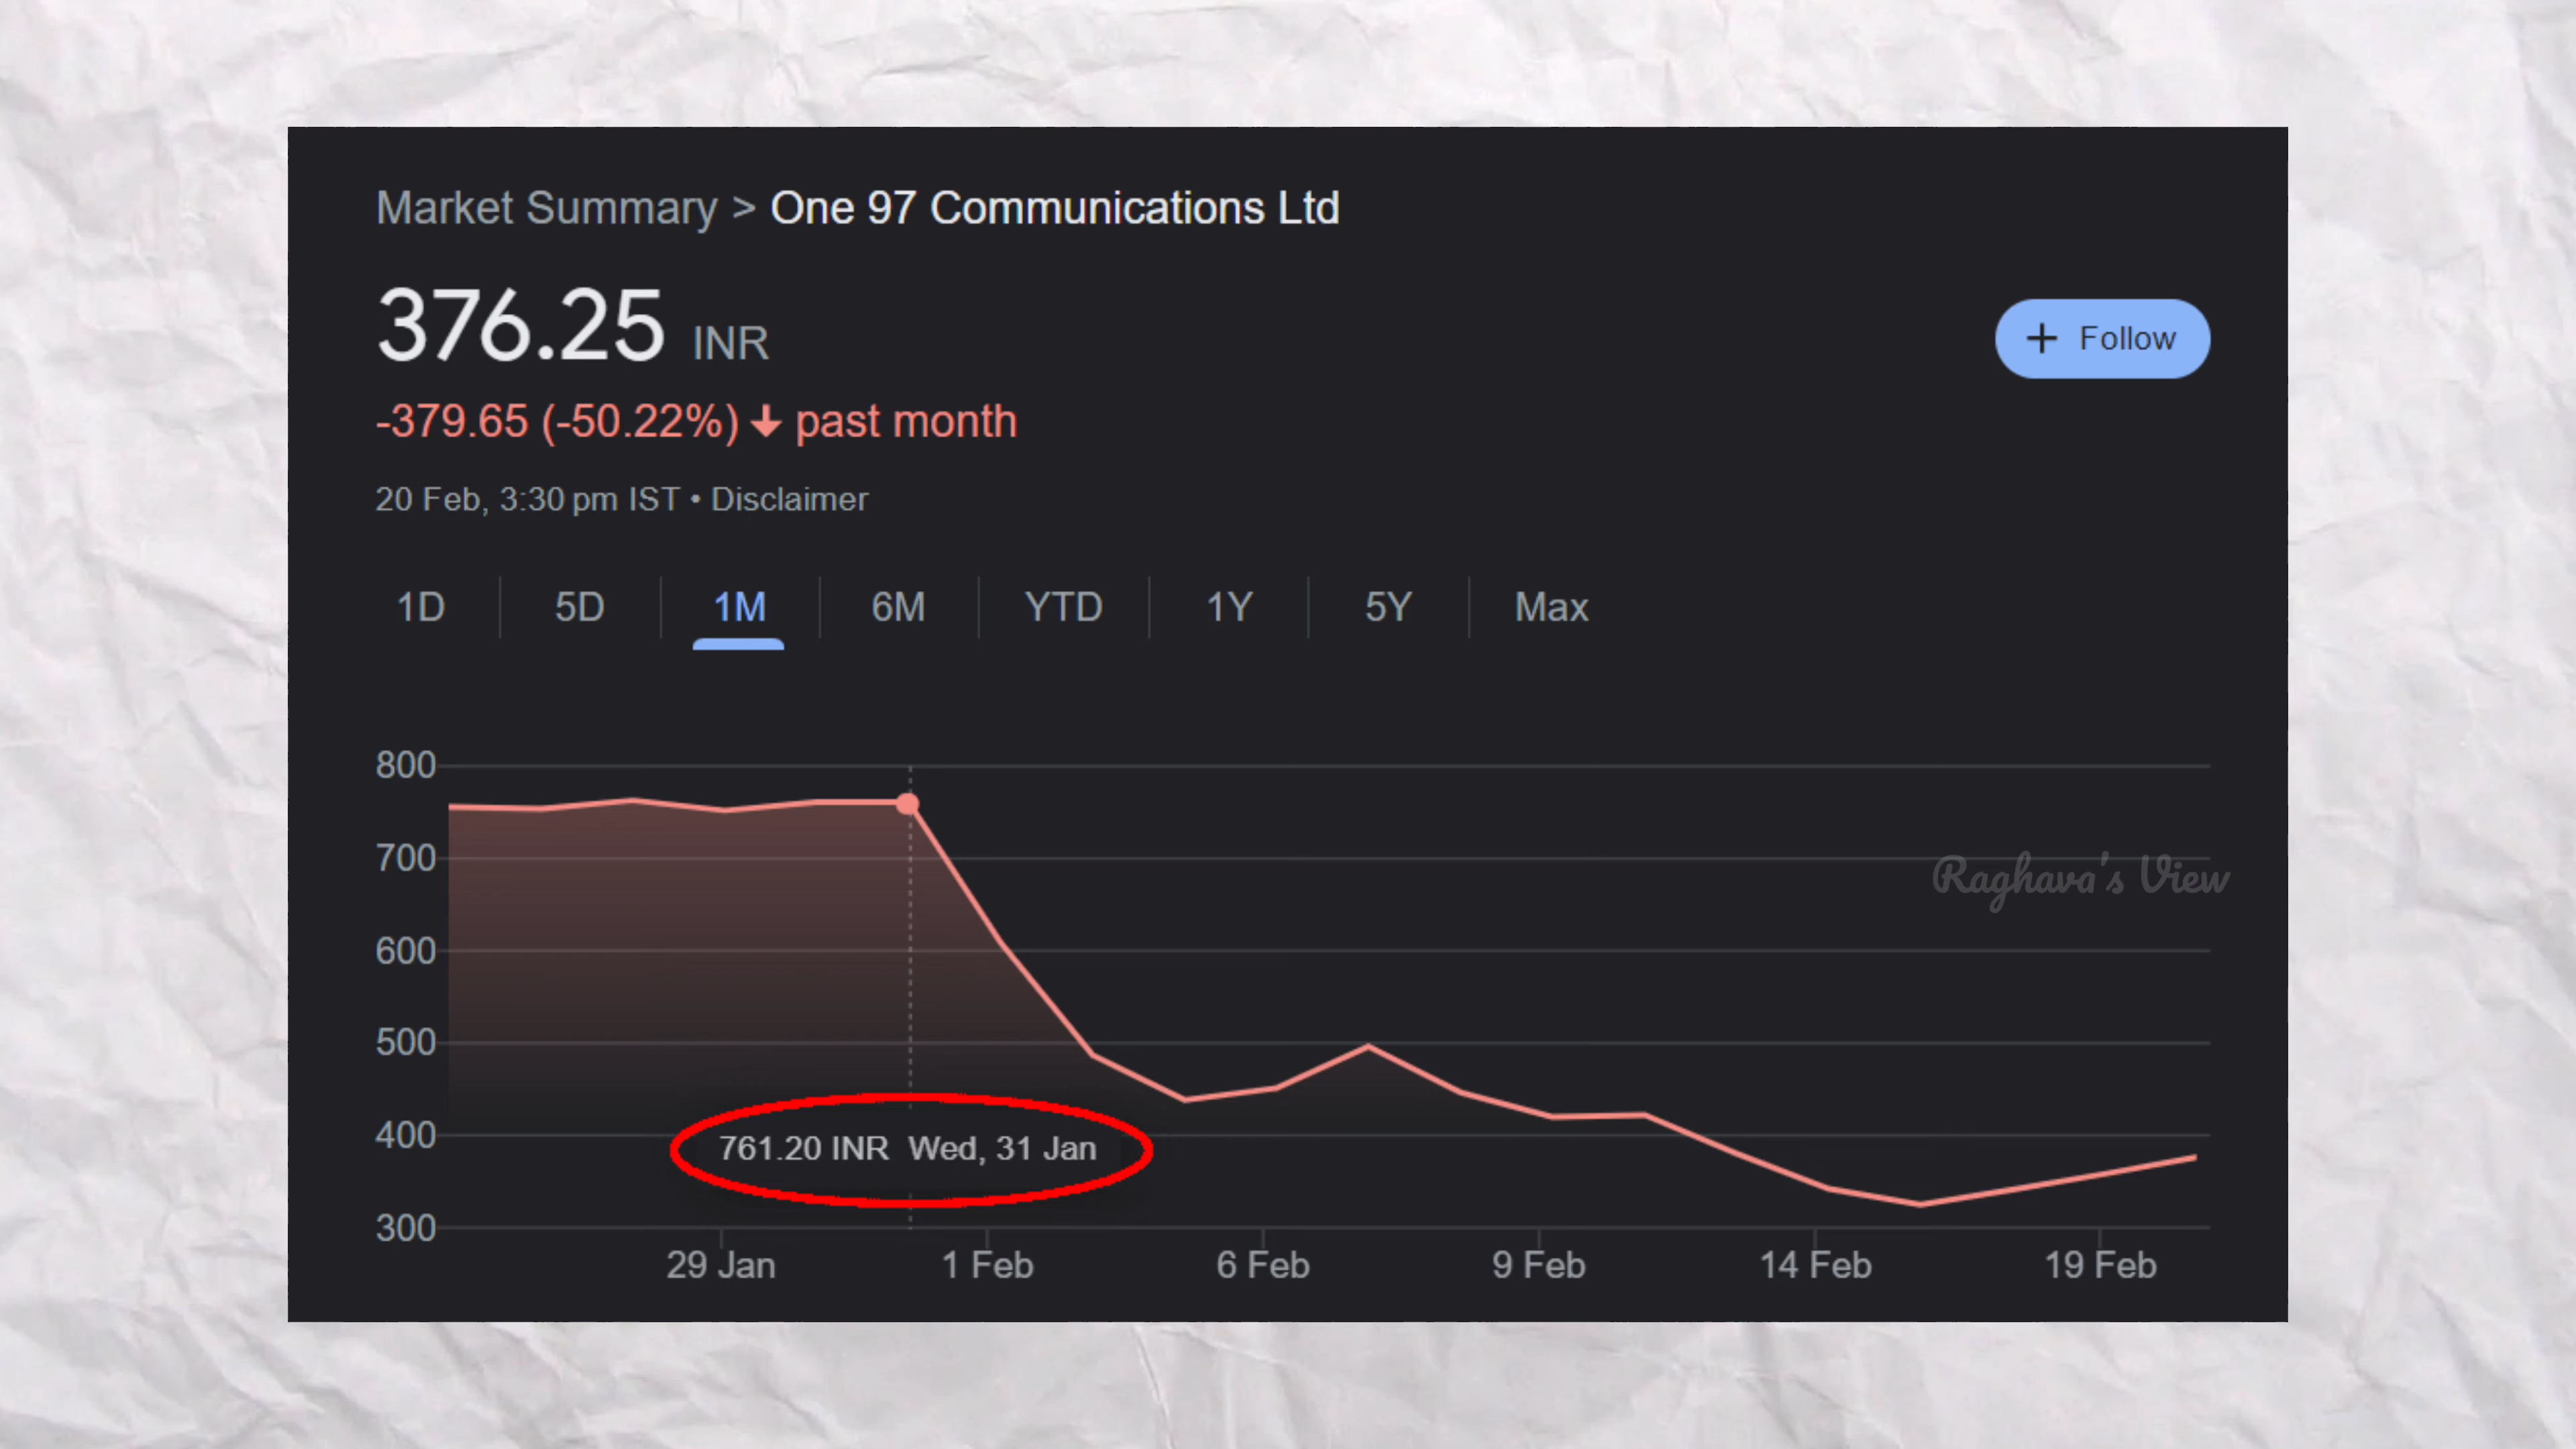 Market Summary > One 97 Communications Ltd
376.25 INR
+ Follow
-379.65 (-50.22%) ↓ past month
20 Feb, 3:30 pm IST • Disclaimer
1D 5D 1M 6M YTD 1Y 5Y Max
800
700
Raghava's View
600
500
400
761.20 INR Wed, 31 Jan
300
29 Jan 1 Feb 6 Feb 9 Feb 14 Feb 19 Feb